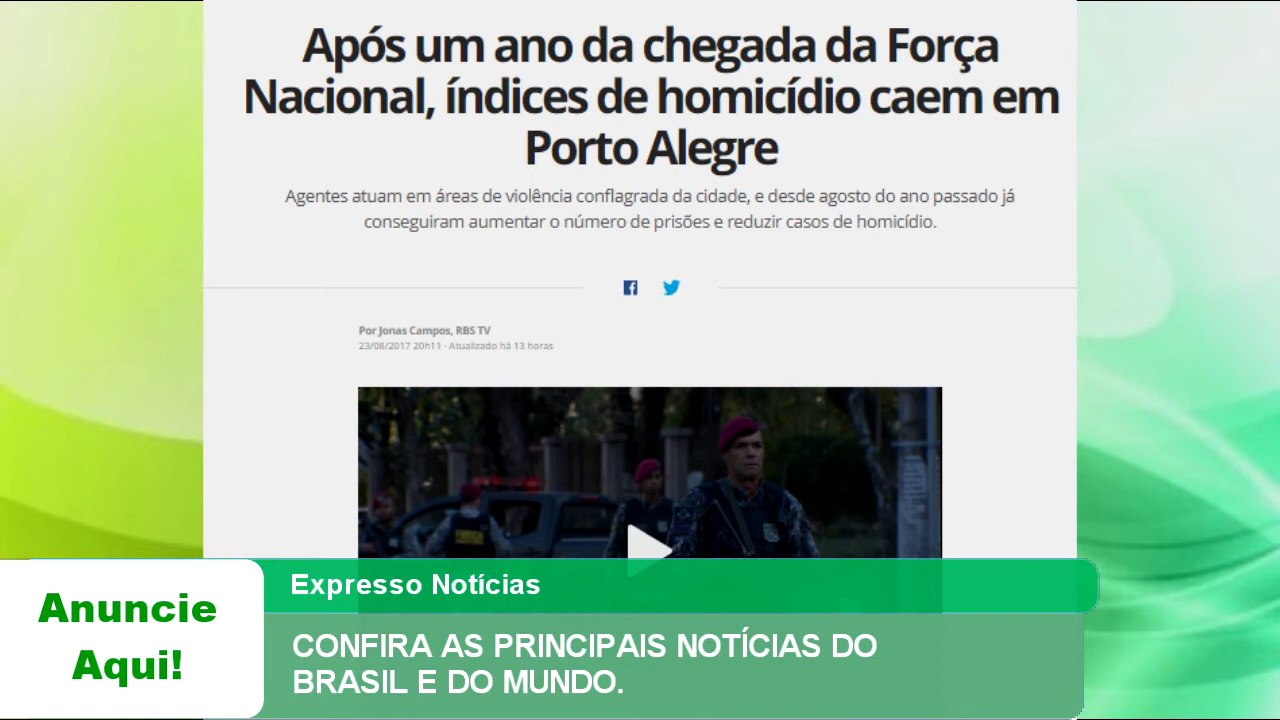 Após um ano da chegada da Força
Nacional, índices de homicídio caem em
Porto Alegre
Agentes atuam em áreas de violência conflagrada da cidade, e desde agosto do ano passado já
conseguiram aumentar o número de prisões e reduzir casos de homicídio.
Por Jonas Campos, RBS TV
23/08/2017 20h11 · Atualizado há 13 horas
Anuncie
Aqui!
Expresso Notícias
CONFIRA AS PRINCIPAIS NOTÍCIAS DO
BRASIL E DO MUNDO.